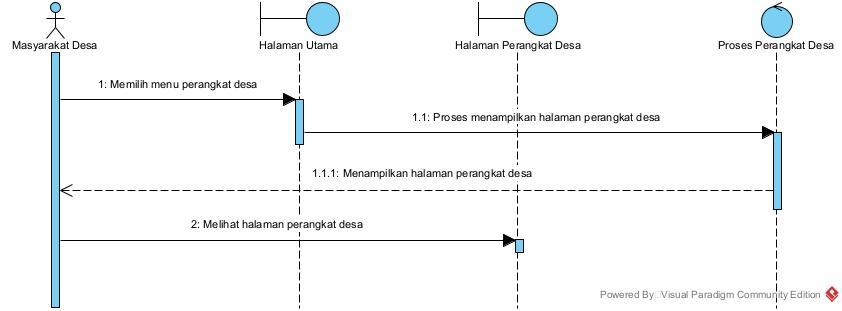 Masyarakat Desa
Halaman Utama
Halaman Perangkat Desa
Proses Perangkat Desa
1: Memilih menu perangkat desa
1.1: Proses menampilkan halaman perangkat desa
1.1.1: Menampilkan halaman perangkat desa
2: Melihat halaman perangkat desa
Powered By Visual Paradigm Community Edition